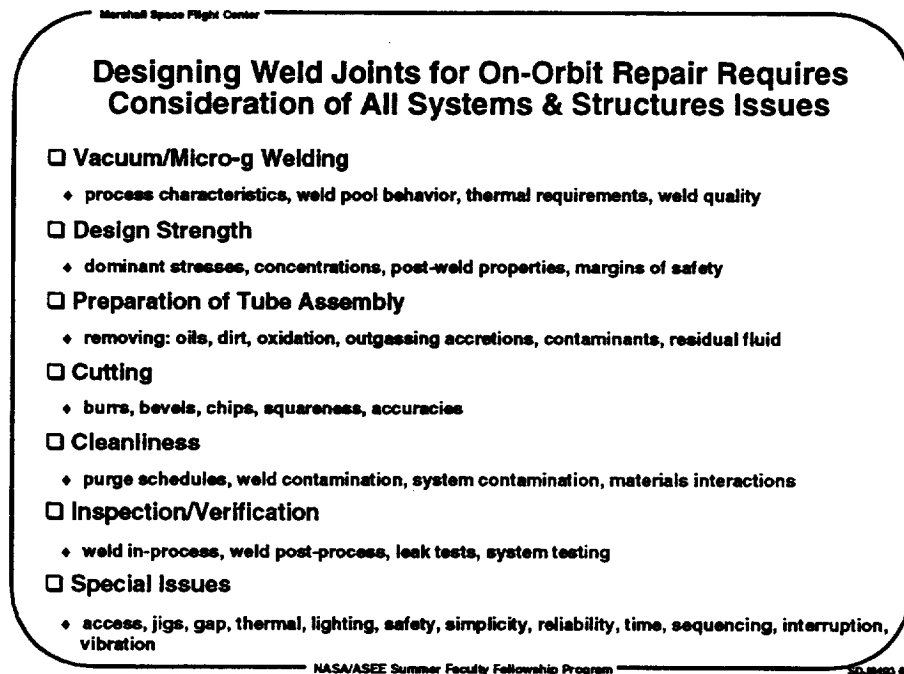 Marshall Space Flight Center
Designing Weld Joints for On-Orbit Repair Requires
Consideration of All Systems & Structures Issues
❑ Vacuum/Micro-g Welding
♦ process characteristics, weld pool behavior, thermal requirements, weld quality
❑ Design Strength
♦ dominant stresses, concentrations, post-weld properties, margins of safety
❑ Preparation of Tube Assembly
♦ removing: oils, dirt, oxidation, outgassing accretions, contaminants, residual fluid
❑ Cutting
♦ burrs, bevels, chips, squareness, accuracies
❑ Cleanliness
♦ purge schedules, weld contamination, system contamination, materials interactions
❑ Inspection/Verification
♦ weld in-process, weld post-process, leak tests, system testing
❑ Special Issues
♦ access, jigs, gap, thermal, lighting, safety, simplicity, reliability, time, sequencing, interruption,
vibration
NASA/ASEE Summer Faculty Fellowship Program